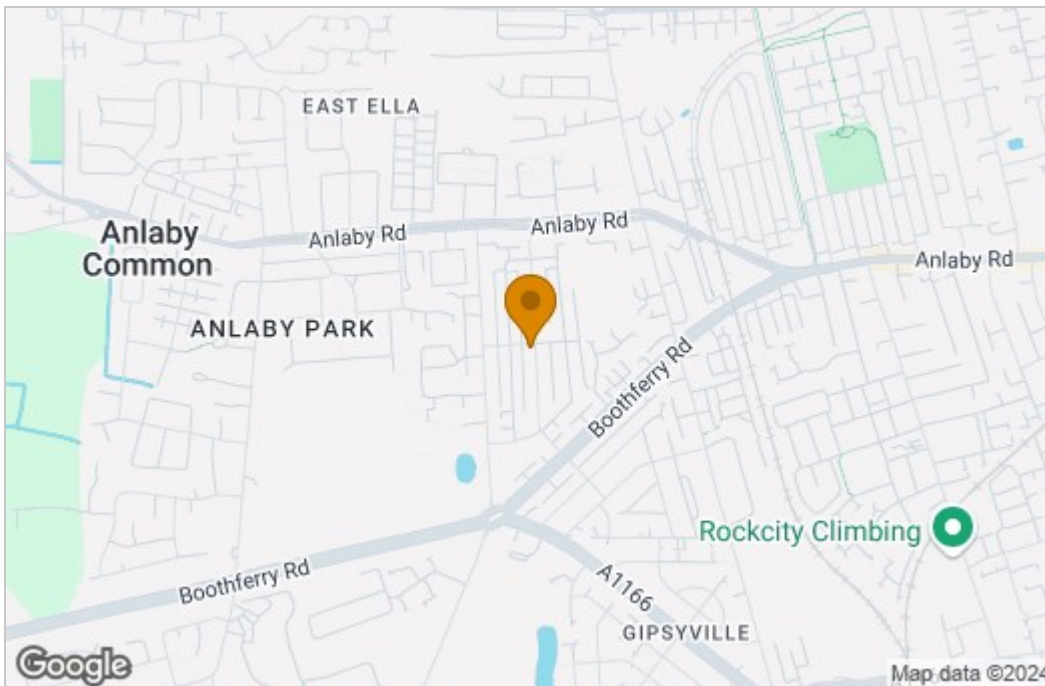 EAST ELLA
Anlaby
Common
Anlaby Rd
Anlaby Rd
Anlaby Rd
ANLABY PARK
Boothferry Rd
Rockcity Climbing
Boothferry Rd
A1166
GIPSYVILLE
Google
Map data ©2024